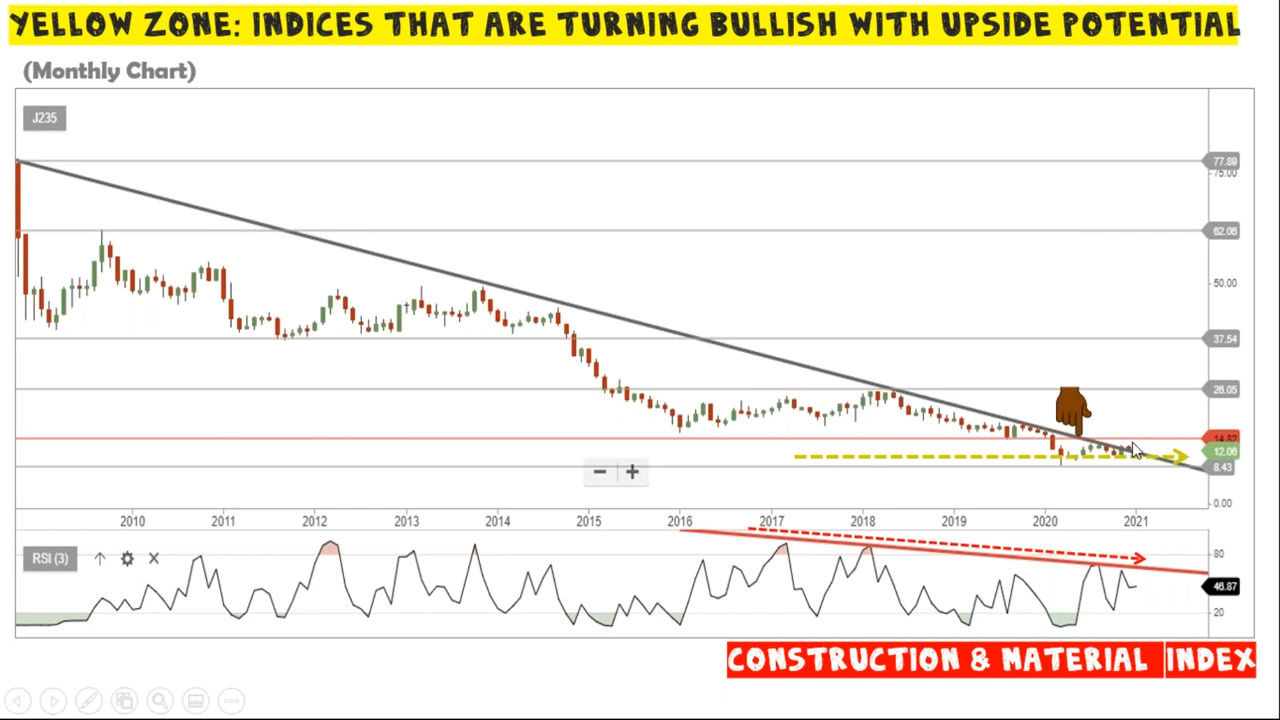 YELLOW ZONE: INDICES THAT ARE TURNING BULLISH WITH UPSIDE POTENTIAL
(Monthly Chart)
J235
77.89
75.00
62.06
50.00
37.54
26.05
14.82
12.06
8.43
0.00
2010 2011 2012 2013 2014 2015 2016 2017 2018 2019 2020 2021
RSI (3)
80
46.87
20
CONSTRUCTION & MATERIAL INDEX